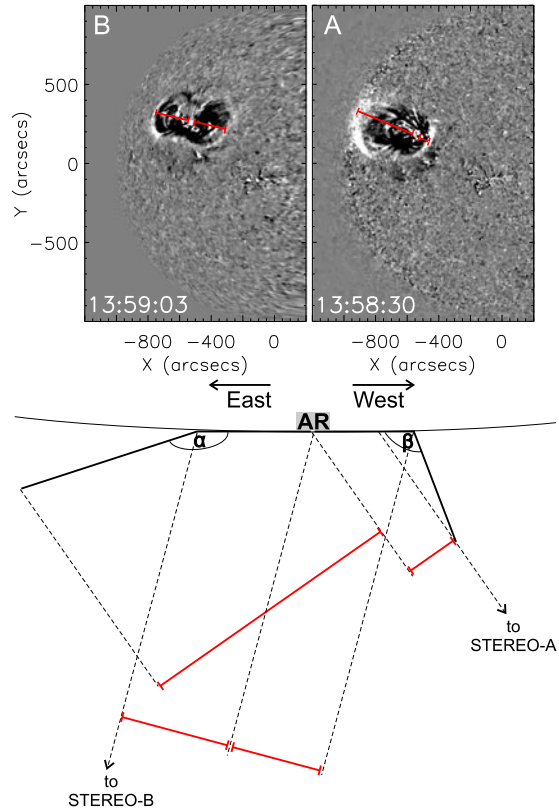 B
A
500
0
−500
Y (arcsecs)
13:59:03
13:58:30
−800 −400 0
−800 −400 0
X (arcsecs)
X (arcsecs)
East
West
AR
α
β
to
STEREO-A
to
STEREO-B